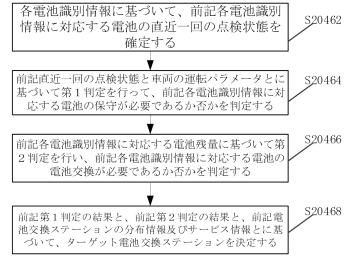 各電池識別情報に基づいて、前記各電池識別
情報に対応する電池の直近一回の点検状態を
確定する
S20462
前記直近一回の点検状態と車両の運転パラメータとに
基づいて第1判定を行って、前記各電池識別情報に対
応する電池の保守が必要であるか否かを判定する
S20464
前記各電池識別情報に対応する電池残量に基づいて第
2判定を行い、前記各電池識別情報に対応する電池の
電池交換が必要であるか否かを判定する
S20466
前記第1判定の結果と、前記第2判定の結果と、前記電
池交換ステーションの分布情報及びサービス情報とに基
づいて、ターゲット電池交換ステーションを決定する
S20468